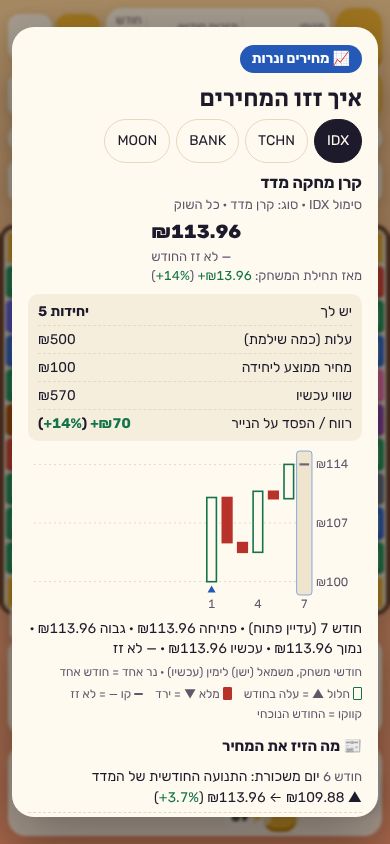 📈 מחירים ונרות
איך זזו המחירים
IDX TCHN BANK MOON
קרן מחקה מדד
סימול IDX · סוג: קרן מדד · כל השוק
₪113.96
— לא זז החודש
מאז תחילת המשחק: +₪13.96 (+14%)
יש לך 5 יחידות
עלות (כמה שילמת) ₪500
מחיר ממוצע ליחידה ₪100
שווי עכשיו ₪570
רווח / הפסד על הנייר +₪70 (+14%)
₪114
₪107
₪100
1 4 7
חודש 7 (עדיין פתוח) · פתיחה ₪113.96 · גבוה ₪113.96 ·
נמוך ₪113.96 · עכשיו ₪113.96 · — לא זז
חודשי משחק, משמאל (ישן) לימין (עכשיו) · נר אחד = חודש אחד
חלול ▲ = עלה בחודש מלא ▼ = ירד קו — = לא זז
קווקו = החודש הנוכחי
📰 מה הזיז את המחיר
חודש 6 יום משכורת: התנועה החודשית של המדד
▲ ₪109.88 ← ₪113.96 (+3.7%)